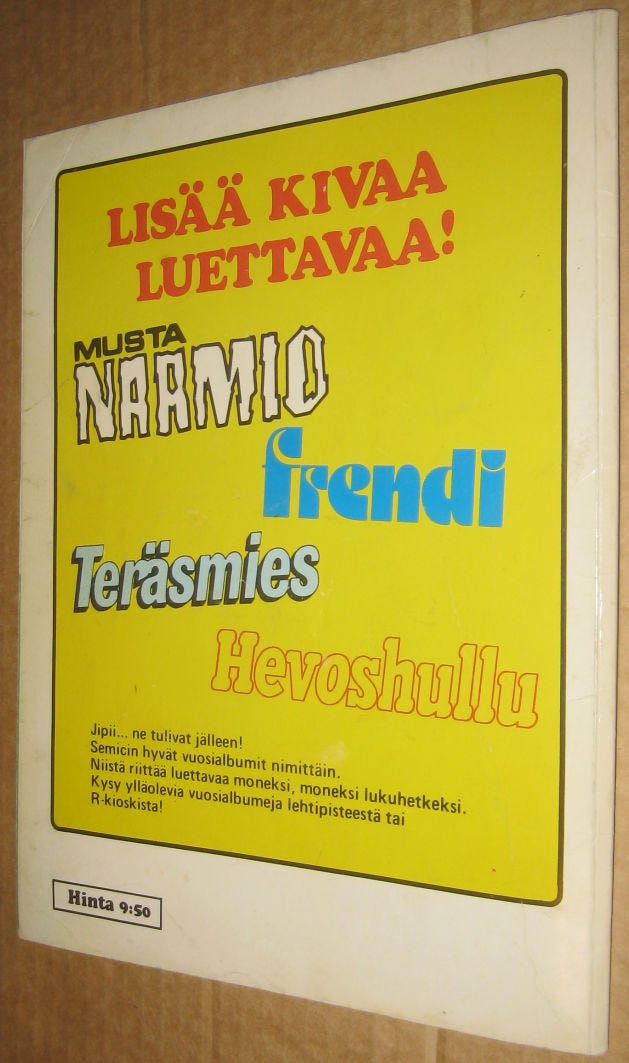 LISÄÄ KIVAA
LUETTAVAA!
MUSTA
NAAMIO
frendi
Teräsmies
Hevoshullu
Jipii... ne tulivat jälleen!
Semicin hyvät vuosialbumit nimittäin.
Niistä riittää luettavaa moneksi, moneksi lukuhetkeksi.
Kysy ylläolevia vuosialbumeja lehtipisteestä tai
R-kioskista!
Hinta 9:50